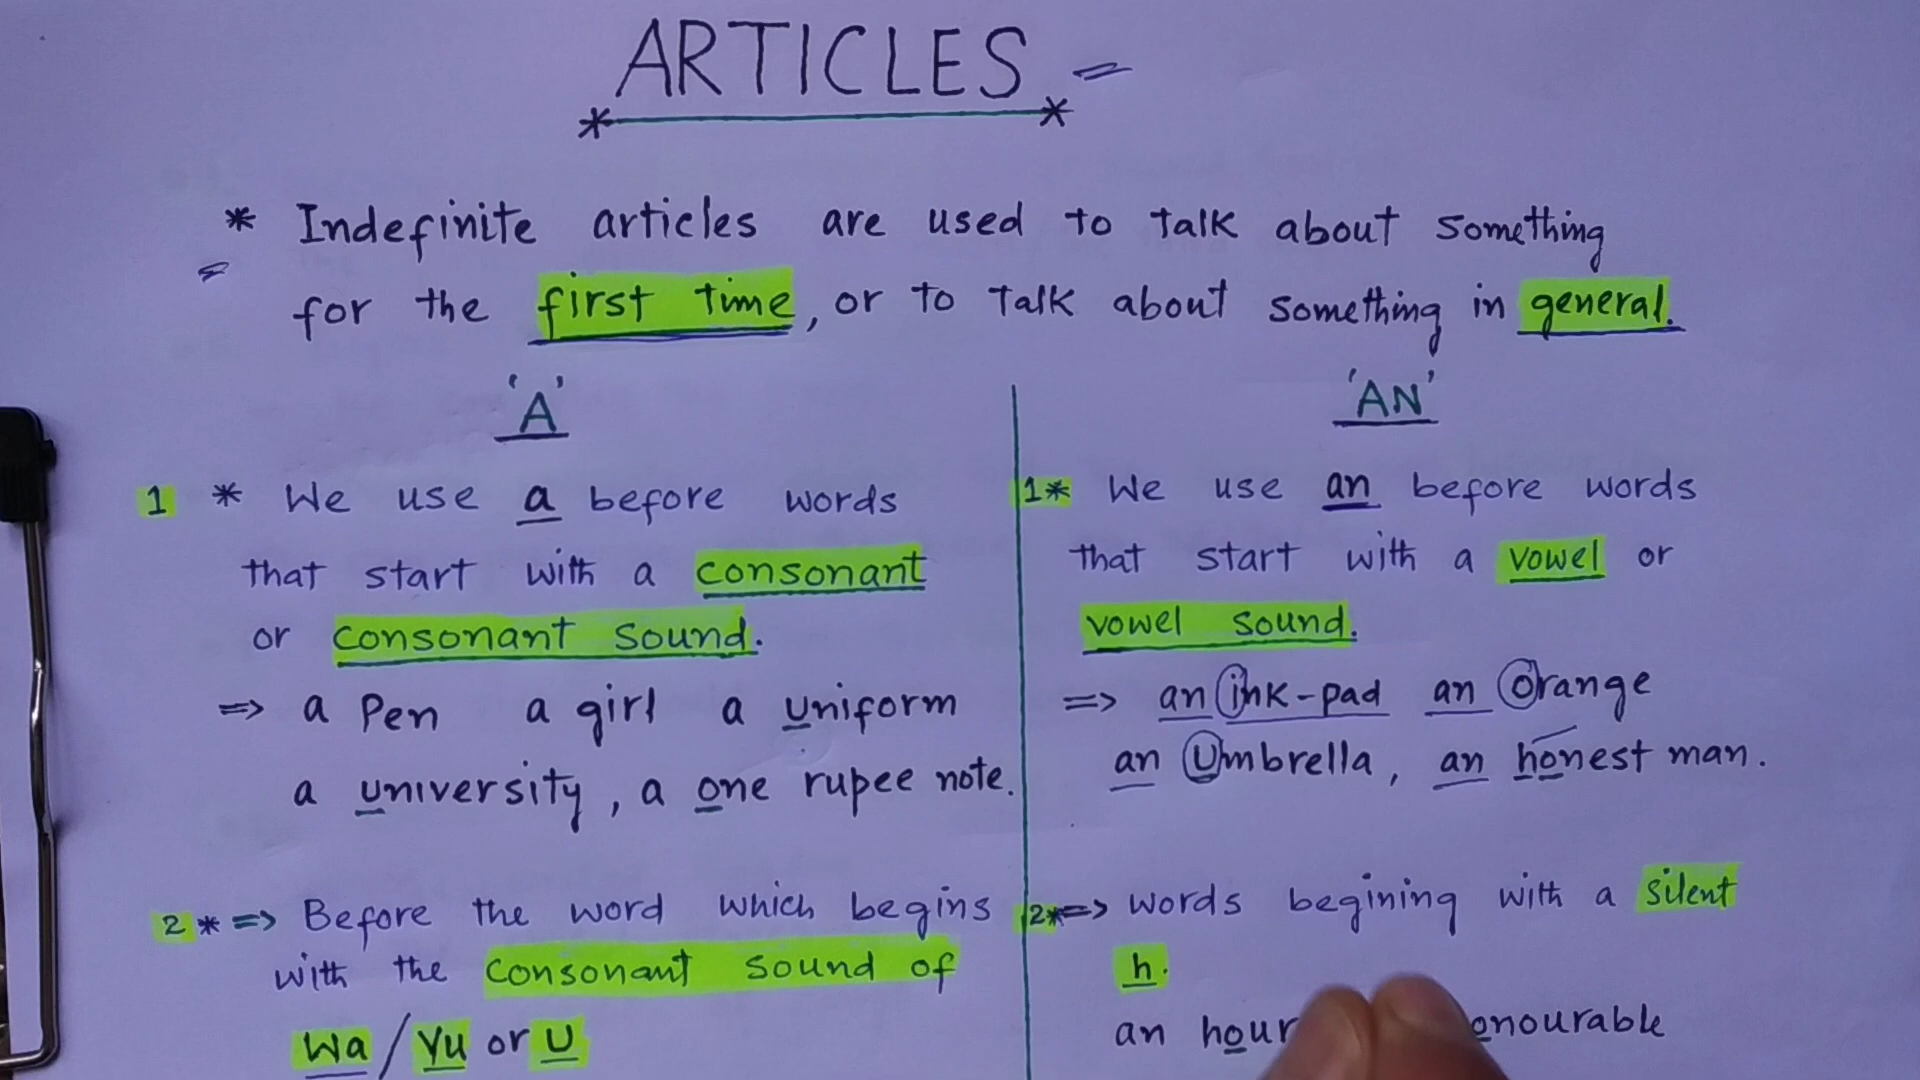 ARTICLES
* Indefinite articles are used to talk about something
for the first time, or to talk about something in general.
'A'
1 * We use a before words
that start with a consonant
or consonant sound.
=> a Pen a girl a uniform
a university, a one rupee note.
2 * => Before the word which begins
with the consonant sound of
Wa / Yu or U
'AN'
1* We use an before words
that start with a vowel or
vowel sound.
=> an ink-pad an orange
an Umbrella, an honest man.
2*=> words begining with a silent
h.
an hour onourable